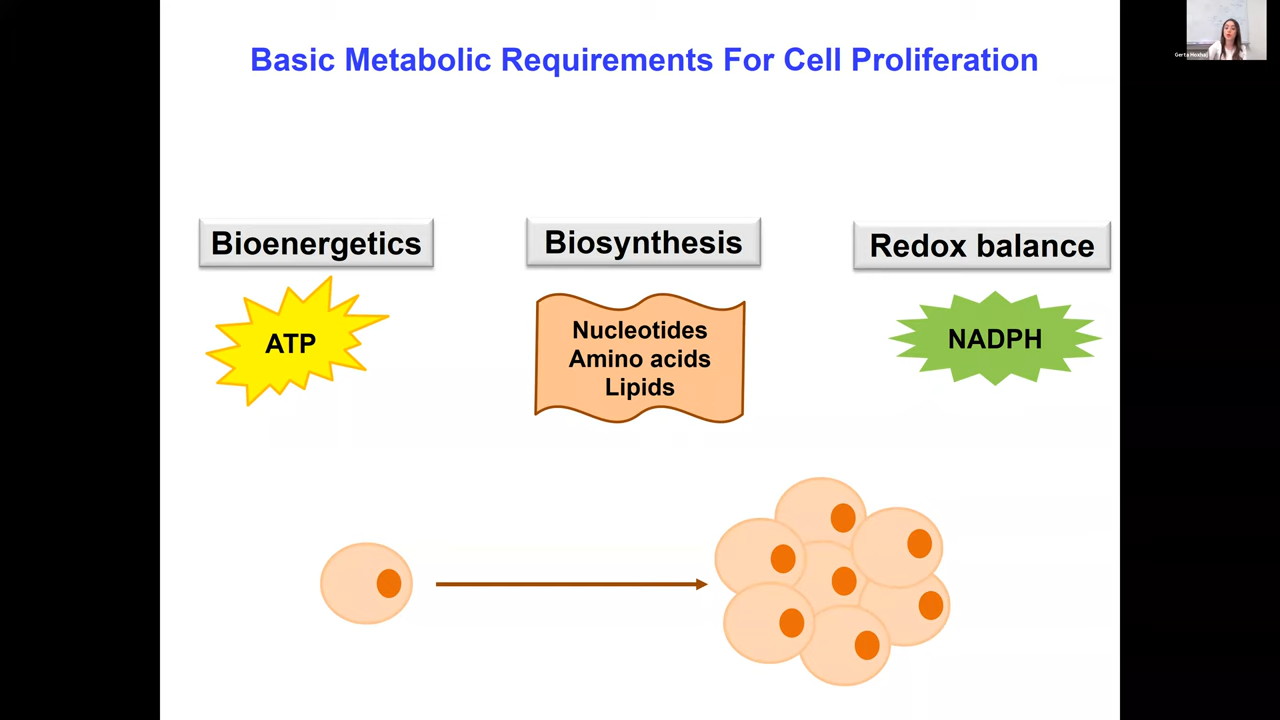 Basic Metabolic Requirements For Cell Proliferation
Bioenergetics
Biosynthesis
Redox balance
ATP
Nucleotides
Amino acids
Lipids
NADPH